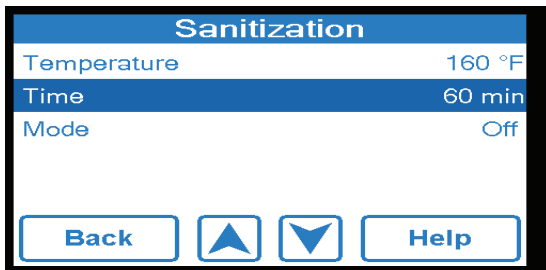 Sanitization
Temperature 160 °F
Time 60 min
Mode Off
Back Help